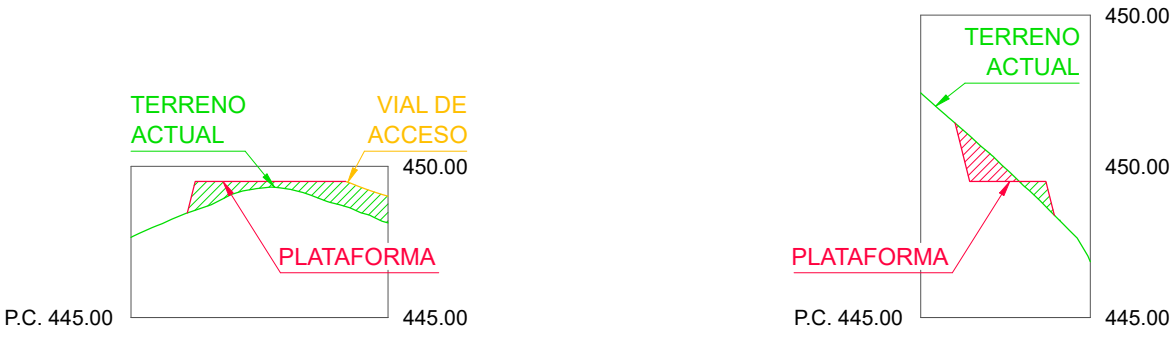 TERRENO
ACTUAL
VIAL DE
ACCESO
450.00
PLATAFORMA
P.C. 445.00
445.00
450.00
TERRENO
ACTUAL
450.00
PLATAFORMA
P.C. 445.00
445.00